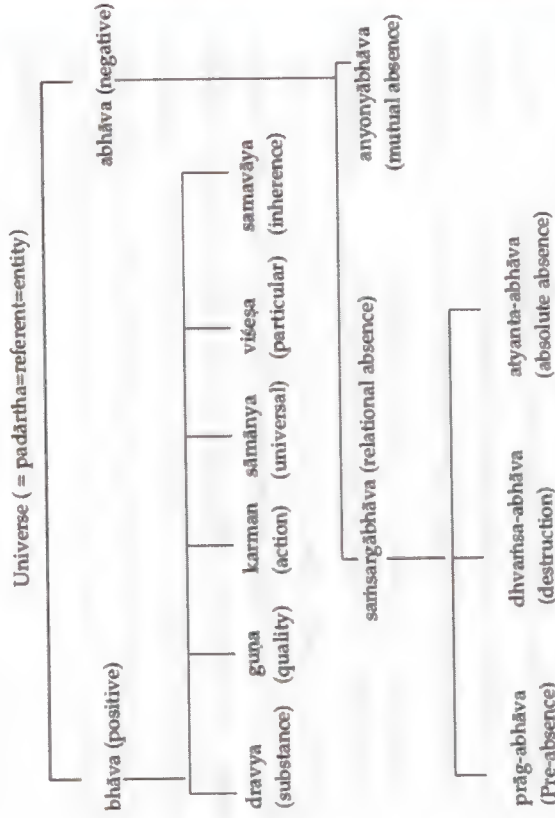 Universe ( = padārtha=referent=entity)
bhāva (positive) abhāva (negative)
dravya guṇa karman sāmānya viśeṣa samavāya
(substance) (quality) (action) (universal) (particular) (inherence)
saṁsargābhāva (relational absence) anyonyābhāva
(mutual absence)
prāg-abhāva dhvaṁsa-abhāva atyanta-abhāva
(Pre-absence) (destruction) (absolute absence)